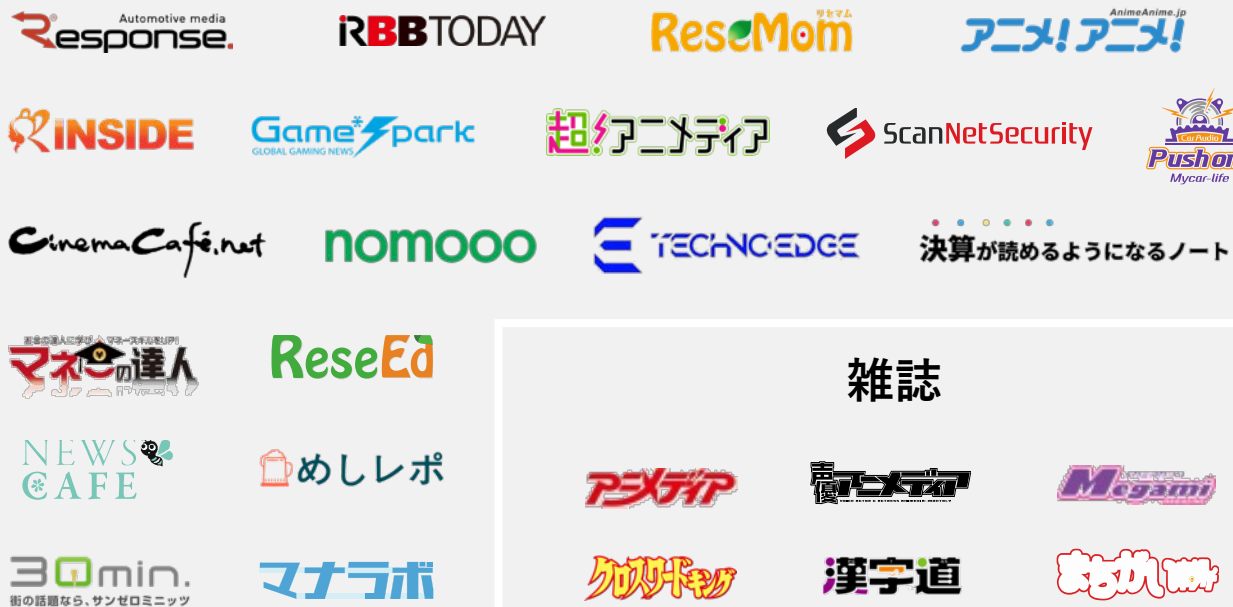 Automotive media
Response.
iRBBTODAY
リセマム
ReseMom
AnimeAnime.jp
アニメ!アニメ!
iNSIDE
Game*Spark
GLOBAL GAMING NEWS
超!アニメディア
ScanNetSecurity
Car Audio
Push on
Mycar-life
CinemaCafé.net
nomooo
TECHNOEDGE
決算が読めるようになるノート
マネーの達人
ReseEd
雑誌
NEWS
CAFE
めしレポ
アニメディア
声優アニメディア
Megami
30min.
街の話題なら、サンゼロミニッツ
マナラボ
クロスワードキング
漢字道